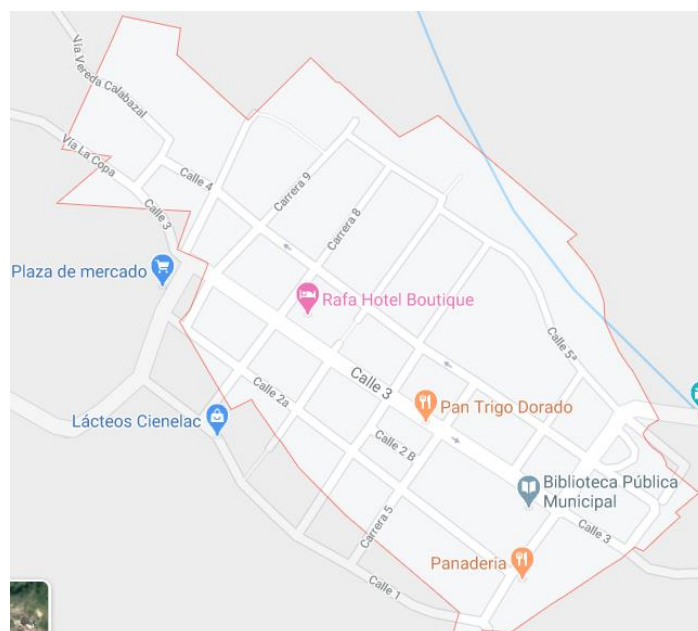 Vía Vereda Calabazal
Vía La Copa
Calle 4
Carrera 9
Calle 3
Carrera 8
Plaza de mercado
Rafa Hotel Boutique
Calle 5ª
Calle 3
Calle 2a
Pan Trigo Dorado
Lácteos Cienelac
Calle 2 B
Biblioteca Pública
Municipal
Carrera 5
Calle 3
Panaderia
Calle 1